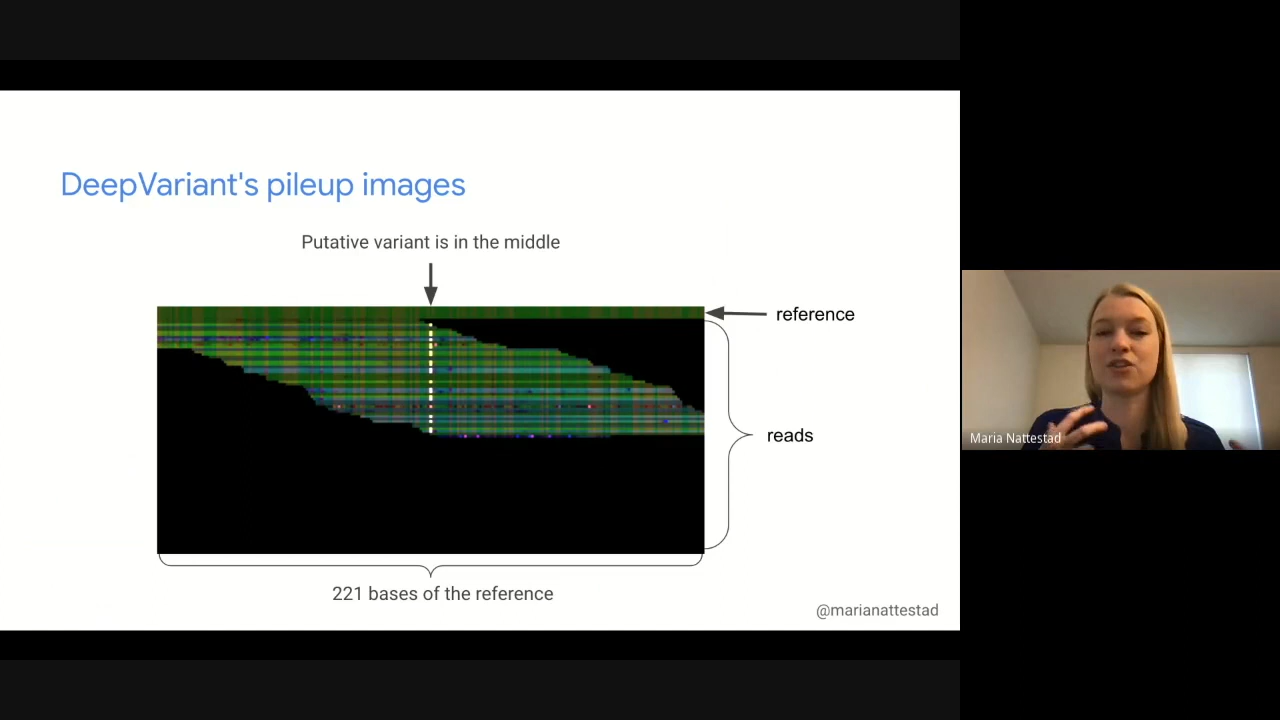 DeepVariant's pileup images
Putative variant is in the middle
reference
reads
221 bases of the reference
@marianattestad
Maria Nattestad